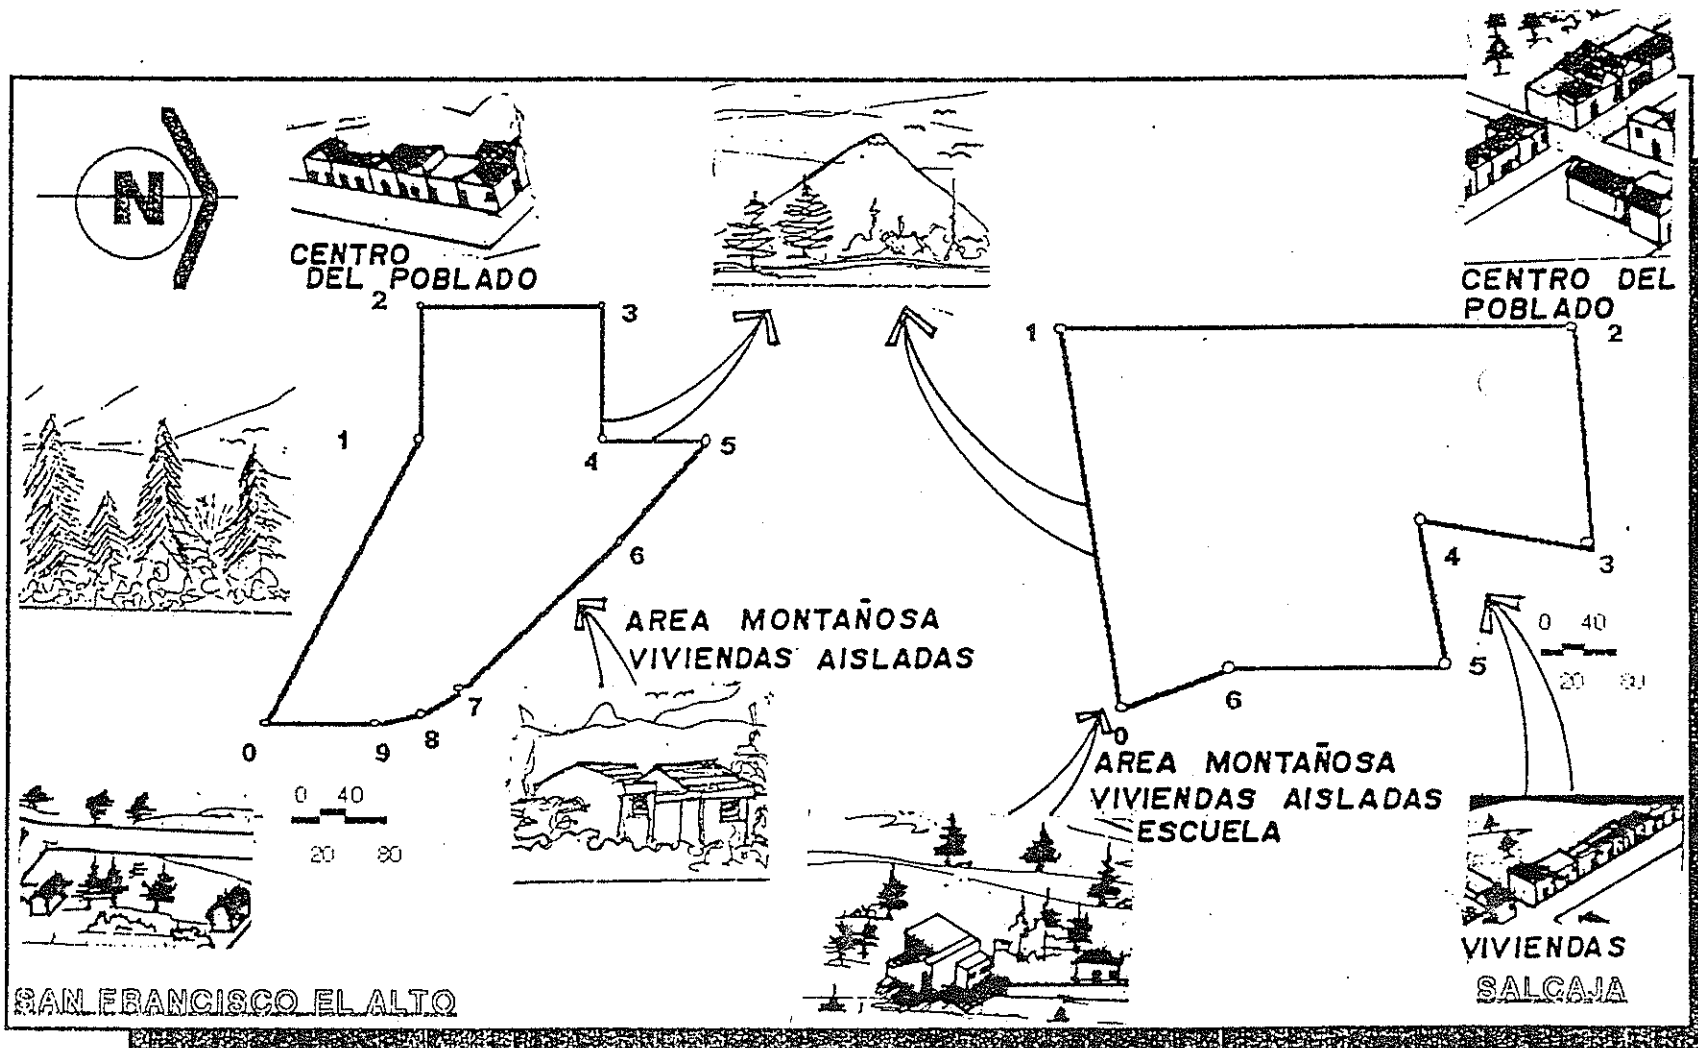 N
CENTRO
DEL POBLADO
2
3
1
4
5
6
7
8
9
0
AREA MONTAÑOSA
VIVIENDAS AISLADAS
0 40
20 80
SAN FRANCISCO EL ALTO
CENTRO DEL
POBLADO
1
2
3
4
5
6
0
0 40
20 80
AREA MONTAÑOSA
VIVIENDAS AISLADAS
ESCUELA
VIVIENDAS
SALCAJA